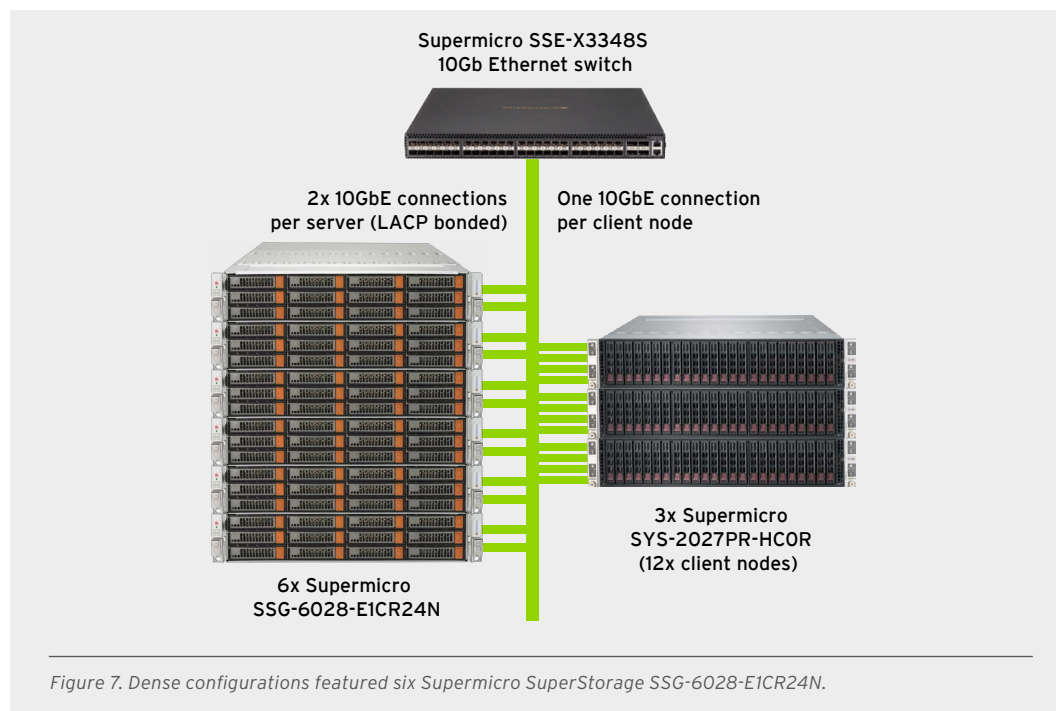 Supermicro SSE-X3348S
10Gb Ethernet switch
2x 10GbE connections
per server (LACP bonded)
One 10GbE connection
per client node
6x Supermicro
SSG-6028-E1CR24N
3x Supermicro
SYS-2027PR-HC0R
(12x client nodes)
Figure 7. Dense configurations featured six Supermicro SuperStorage SSG-6028-E1CR24N.